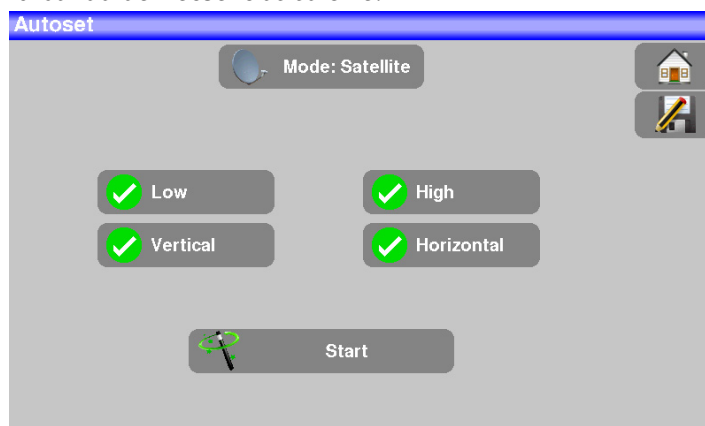 Autoset
Mode: Satellite
Low
High
Vertical
Horizontal
Start